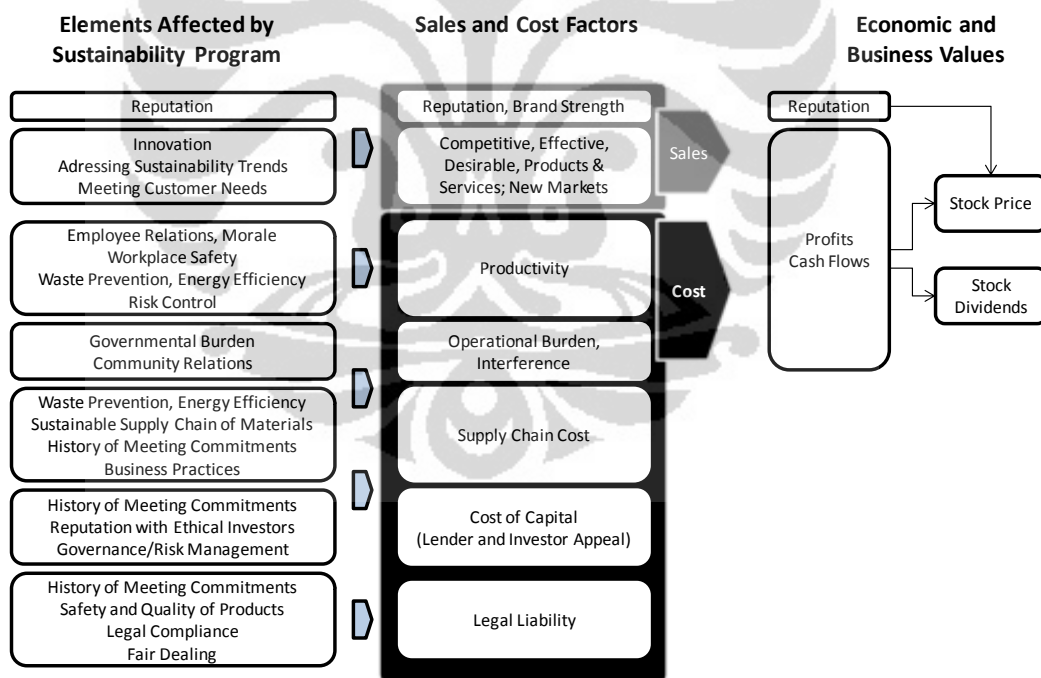 Elements Affected by
Sustainability Program
Sales and Cost Factors
Economic and
Business Values
Reputation
Innovation
Adressing Sustainability Trends
Meeting Customer Needs
Employee Relations, Morale
Workplace Safety
Waste Prevention, Energy Efficiency
Risk Control
Governmental Burden
Community Relations
Waste Prevention, Energy Efficiency
Sustainable Supply Chain of Materials
History of Meeting Commitments
Business Practices
History of Meeting Commitments
Reputation with Ethical Investors
Governance/Risk Management
History of Meeting Commitments
Safety and Quality of Products
Legal Compliance
Fair Dealing
Reputation, Brand Strength
Competitive, Effective,
Desirable, Products &
Services; New Markets
Productivity
Operational Burden,
Interference
Supply Chain Cost
Cost of Capital
(Lender and Investor Appeal)
Legal Liability
Sales
Cost
Reputation
Profits
Cash Flows
Stock Price
Stock
Dividends